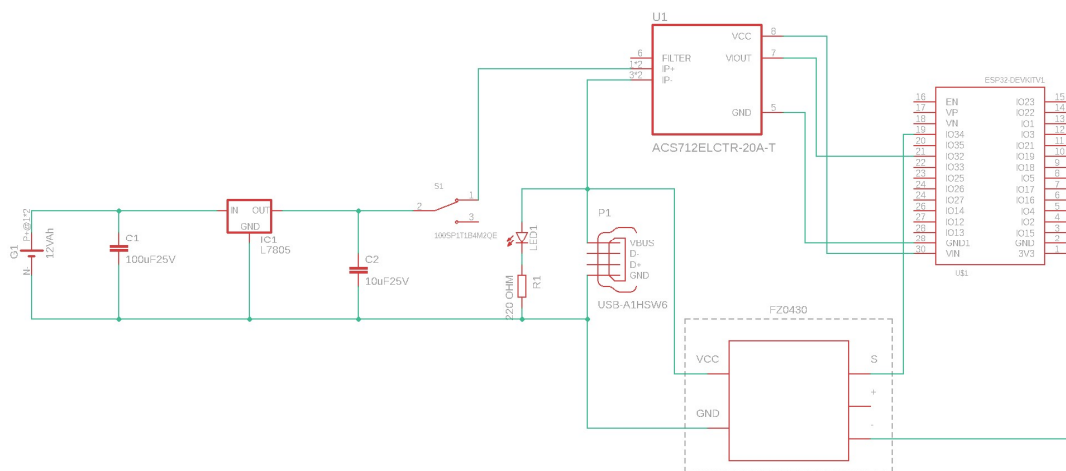 U1
6 FILTER
1*2 IP+
3*2 IP-
VCC 8
VIOUT 7
GND 5
ACS712ELCTR-20A-T
ESP32-DEVKITV1
16 EN IO23 15
17 VP IO22 14
18 VN IO1 13
19 IO34 IO3 12
20 IO35 IO21 11
21 IO32 IO19 10
22 IO33 IO18 9
23 IO25 IO5 8
24 IO26 IO17 7
24 IO27 IO16 6
26 IO14 IO4 5
27 IO12 IO2 4
28 IO13 IO15 3
29 GND1 GND 2
30 VIN 3V3 1
U$1
S1
2
1
3
1005P1T1B4M2QE
G1
P+@1*2
N-
12VAh
C1
100uF25V
IN OUT
GND
IC1
L7805
C2
10uF25V
LED1
R1
220 OHM
P1
VBUS
D-
D+
GND
USB-A1HSW6
FZ0430
VCC
GND
S
+
-